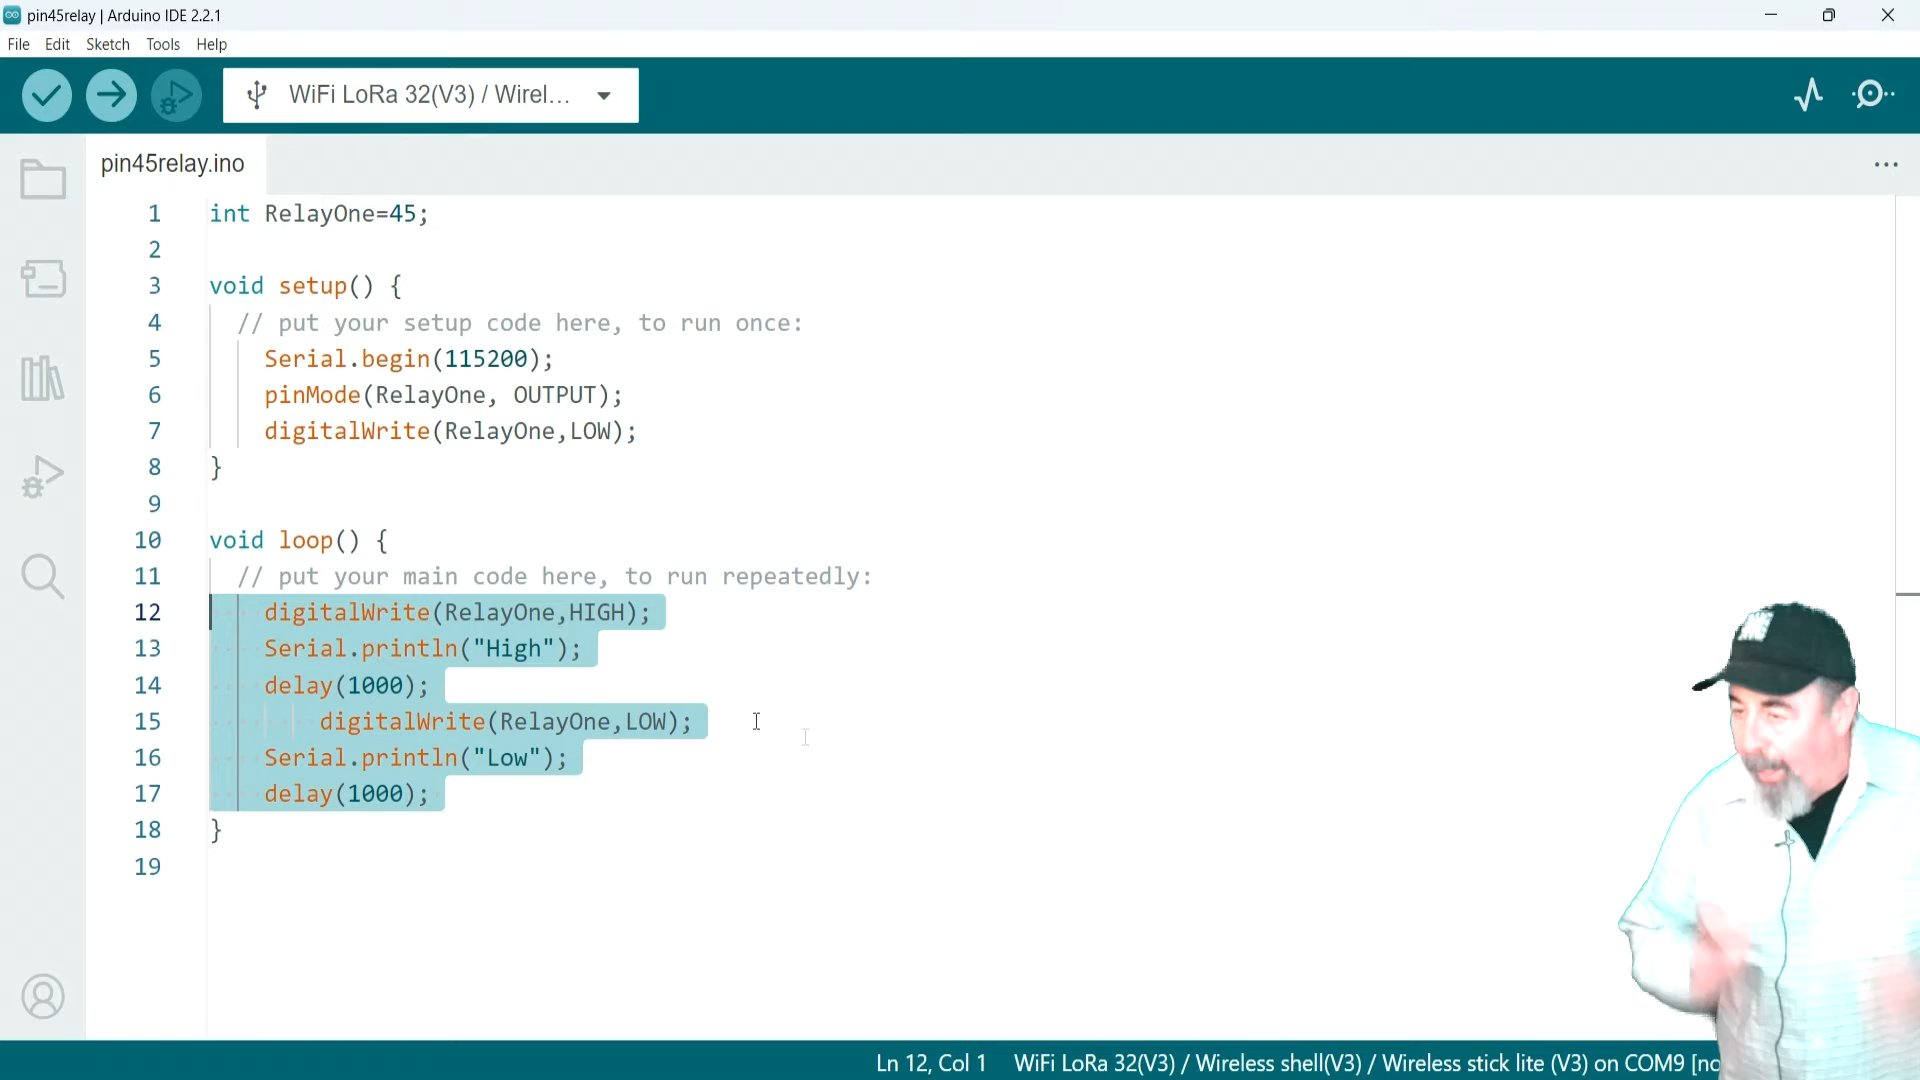 pin45relay | Arduino IDE 2.2.1
File Edit Sketch Tools Help
WiFi LoRa 32(V3) / Wirel...
pin45relay.ino
1 int RelayOne=45;
2
3 void setup() {
4 // put your setup code here, to run once:
5 Serial.begin(115200);
6 pinMode(RelayOne, OUTPUT);
7 digitalWrite(RelayOne,LOW);
8 }
9
10 void loop() {
11 // put your main code here, to run repeatedly:
12 digitalWrite(RelayOne,HIGH);
13 Serial.println("High");
14 delay(1000);
15 digitalWrite(RelayOne,LOW);
16 Serial.println("Low");
17 delay(1000);
18 }
19
Ln 12, Col 1 WiFi LoRa 32(V3) / Wireless shell(V3) / Wireless stick lite (V3) on COM9